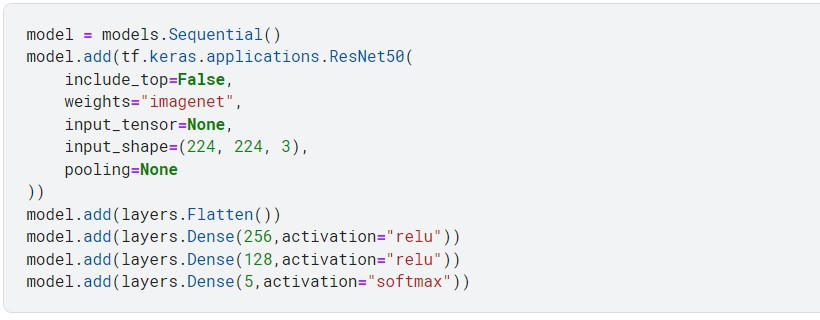 model = models.Sequential()
model.add(tf.keras.applications.ResNet50(
    include_top=False,
    weights="imagenet",
    input_tensor=None,
    input_shape=(224, 224, 3),
    pooling=None
))
model.add(layers.Flatten())
model.add(layers.Dense(256,activation="relu"))
model.add(layers.Dense(128,activation="relu"))
model.add(layers.Dense(5,activation="softmax"))